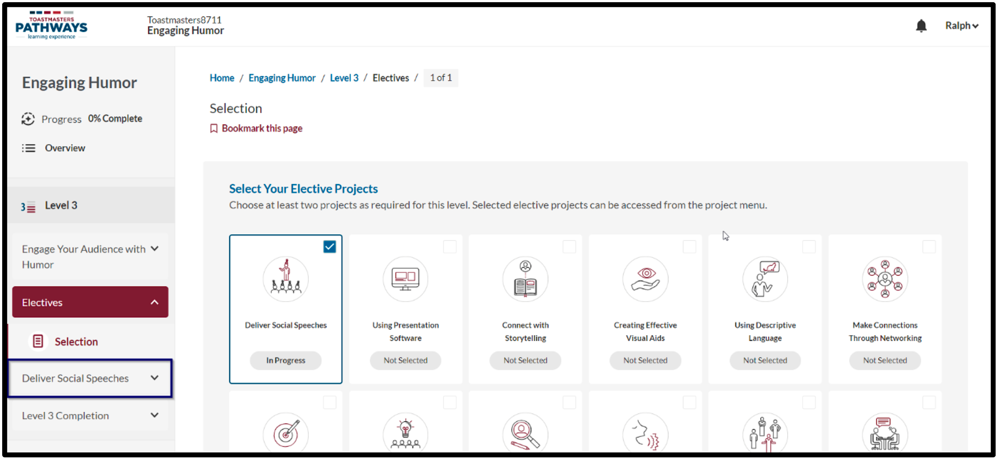 TOASTMASTERS
PATHWAYS
learning experience
Toastmasters8711
Engaging Humor
Ralph
Engaging Humor
Progress 0% Complete
Overview
3 Level 3
Engage Your Audience with
Humor
Electives
Selection
Deliver Social Speeches
Level 3 Completion
Home / Engaging Humor / Level 3 / Electives / 1 of 1
Selection
Bookmark this page
Select Your Elective Projects
Choose at least two projects as required for this level. Selected elective projects can be accessed from the project menu.
Deliver Social Speeches
In Progress
Using Presentation
Software
Not Selected
Connect with
Storytelling
Not Selected
Creating Effective
Visual Aids
Not Selected
Using Descriptive
Language
Not Selected
Make Connections
Through Networking
Not Selected